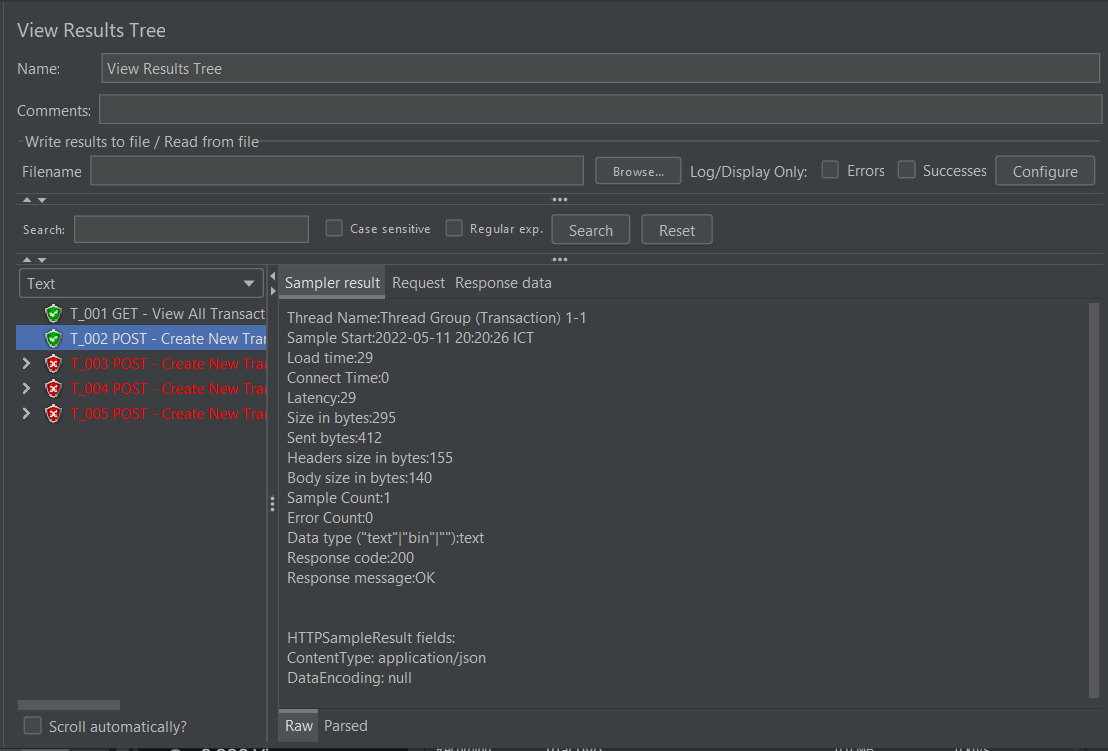 View Results Tree
Name: View Results Tree
Comments:
Write results to file / Read from file
Filename Browse... Log/Display Only: Errors Successes Configure
Search: Case sensitive Regular exp. Search Reset
Text
T_001 GET - View All Transact
T_002 POST - Create New Trar
T_003 POST - Create New Trar
T_004 POST - Create New Trar
T_005 POST - Create New Trar
Scroll automatically?
Sampler result Request Response data
Thread Name:Thread Group (Transaction) 1-1
Sample Start:2022-05-11 20:20:26 ICT
Load time:29
Connect Time:0
Latency:29
Size in bytes:295
Sent bytes:412
Headers size in bytes:155
Body size in bytes:140
Sample Count:1
Error Count:0
Data type ("text"|"bin"|""):text
Response code:200
Response message:OK
HTTPSampleResult fields:
ContentType: application/json
DataEncoding: null
Raw Parsed